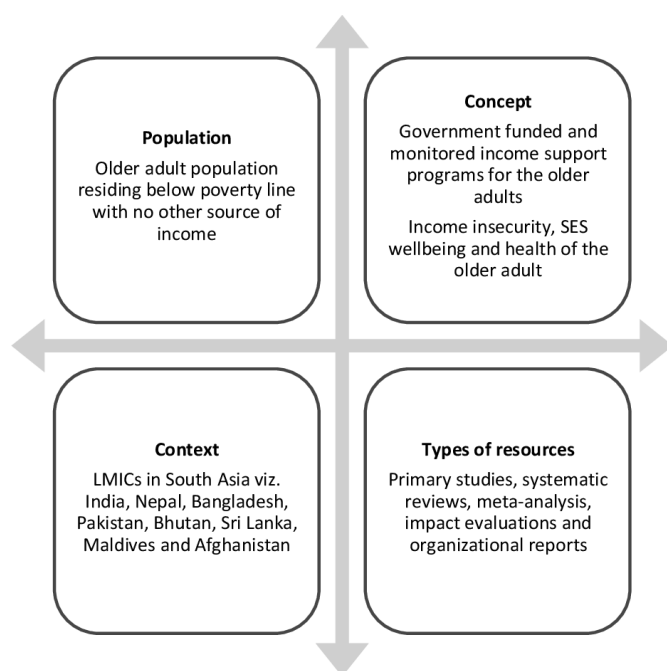 Population
Older adult population
residing below poverty line
with no other source of
income
Concept
Government funded and
monitored income support
programs for the older
adults
Income insecurity, SES
wellbeing and health of the
older adult
Context
LMICs in South Asia viz.
India, Nepal, Bangladesh,
Pakistan, Bhutan, Sri Lanka,
Maldives and Afghanistan
Types of resources
Primary studies, systematic
reviews, meta-analysis,
impact evaluations and
organizational reports